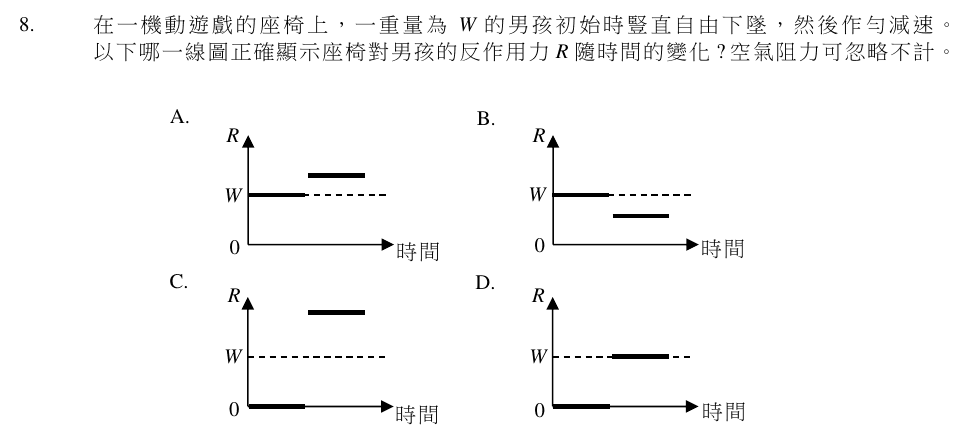 8. 在一機動遊戲的座椅上，一重量為 W 的男孩初始時豎直自由下墜，然後作勻減速。
以下哪一線圖正確顯示座椅對男孩的反作用力 R 隨時間的變化？空氣阻力可忽略不計。
A. B.
R R
W W
0 時間 0 時間
C. D.
R R
W W
0 時間 0 時間